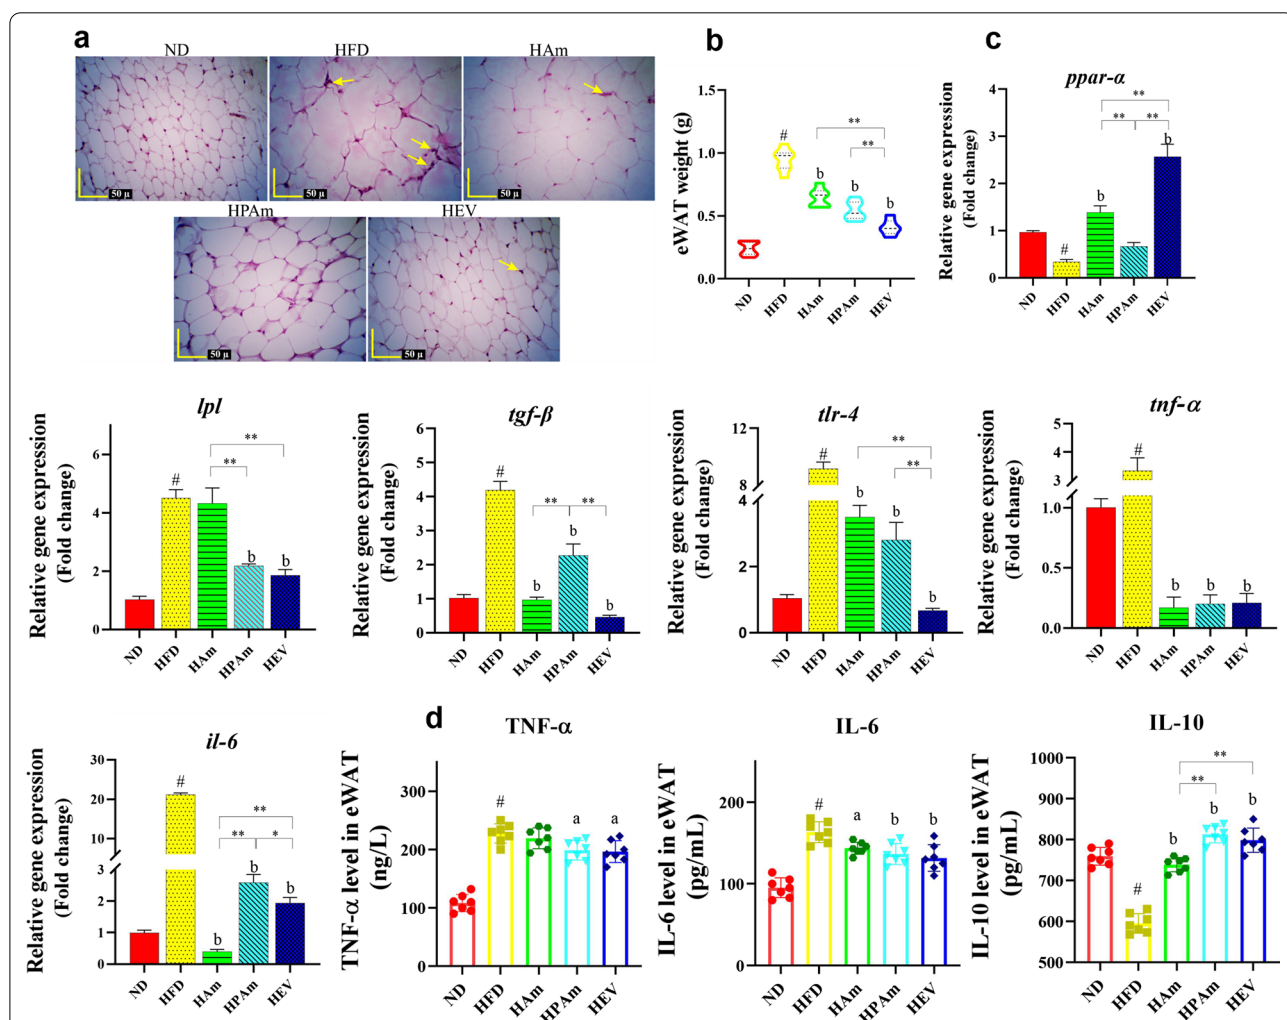 a
ND
HFD
HAm
50 μ
50 μ
50 μ
HPAm
HEV
50 μ
50 μ
b
eWAT weight (g)
1.5
1.0
0.5
0.0
#
b
b
b
**
**
ND
HFD
HAm
HPAm
HEV
c
ppar-α
Relative gene expression
(Fold change)
4
3
2
1
0
#
b
b
**
**
**
ND
HFD
HAm
HPAm
HEV
lpl
Relative gene expression
(Fold change)
6
4
2
0
#
b
b
**
**
ND
HFD
HAm
HPAm
HEV
tgf-β
Relative gene expression
(Fold change)
6
5
4
3
2
1
0
#
b
b
b
**
**
ND
HFD
HAm
HPAm
HEV
tlr-4
Relative gene expression
(Fold change)
12
8
4
2
0
#
b
b
b
**
**
ND
HFD
HAm
HPAm
HEV
tnf-α
Relative gene expression
(Fold change)
5
4
3
2
1.0
0.5
0.0
#
b
b
b
ND
HFD
HAm
HPAm
HEV
il-6
Relative gene expression
(Fold change)
30
20
10
3
2
1
0
#
b
b
b
**
**
*
ND
HFD
HAm
HPAm
HEV
d
TNF-α
TNF-α level in eWAT
(ng/L)
300
200
100
0
#
a
a
ND
HFD
HAm
HPAm
HEV
IL-6
IL-6 level in eWAT
(pg/mL)
200
150
100
50
0
#
a
b
b
ND
HFD
HAm
HPAm
HEV
IL-10
IL-10 level in eWAT
(pg/mL)
1000
900
800
700
600
500
#
b
b
b
**
**
ND
HFD
HAm
HPAm
HEV